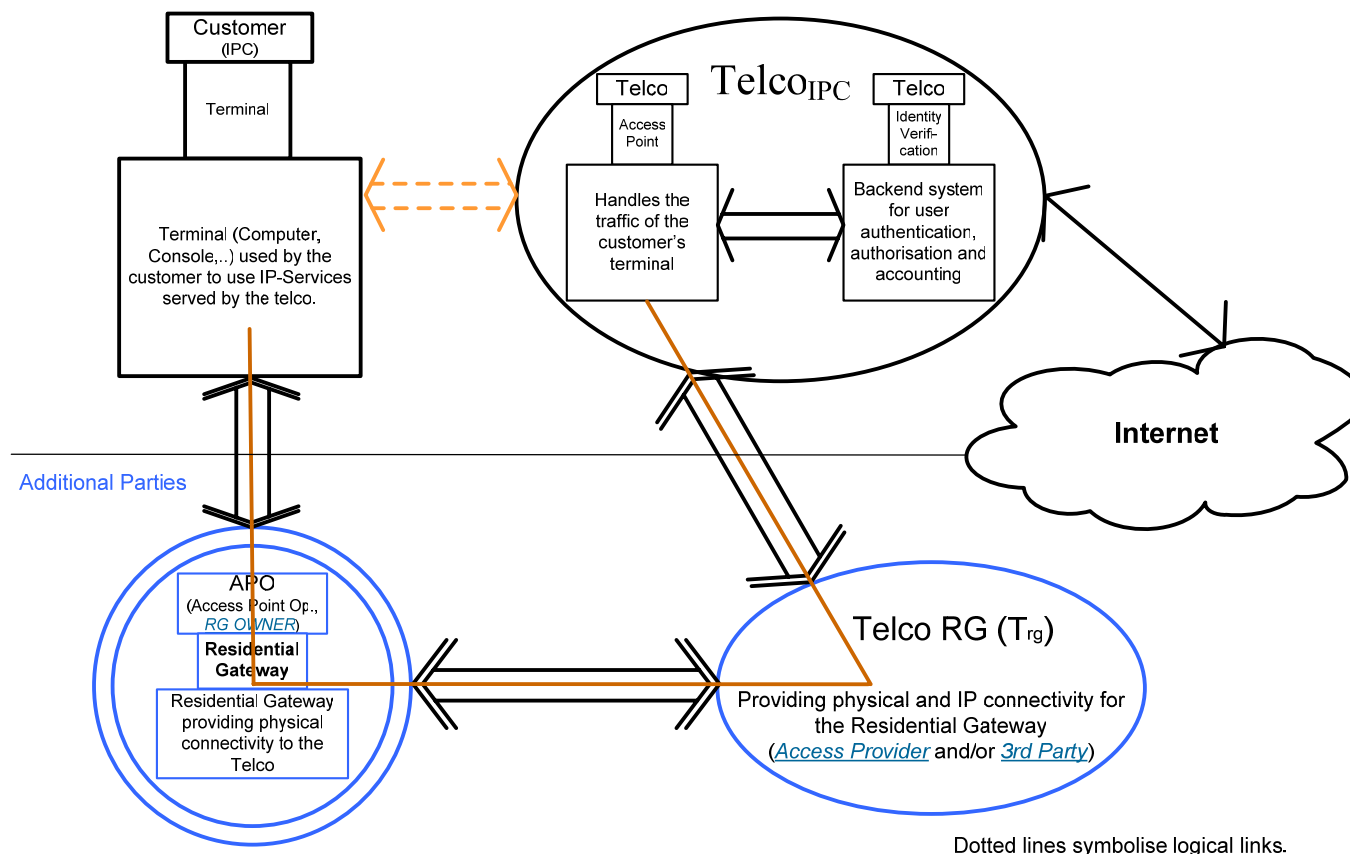 Customer
(IPC)
Terminal
Terminal (Computer,
Console,..) used by the
customer to use IP-Services
served by the telco.
TelcoIPC
Telco
Access
Point
Handles the
traffic of the
customer's
terminal
Telco
Identity
Verifi-
cation
Backend system
for user
authentication,
authorisation and
accounting
Internet
Additional Parties
APO
(Access Point Op.,
RG OWNER)
Residential
Gateway
Residential Gateway
providing physical
connectivity to the
Telco
Telco RG (Trg)
Providing physical and IP connectivity for
the Residential Gateway
(Access Provider and/or 3rd Party)
Dotted lines symbolise logical links.